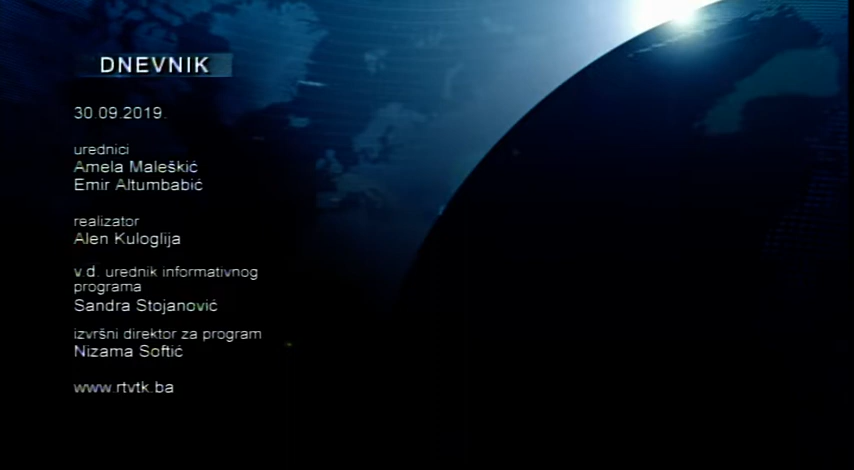 DNEVNIK
30.09.2019.
urednici
Amela Maleškić
Emir Altumbabić
realizator
Alen Kuloglija
v.d. urednik informativnog
programa
Sandra Stojanović
izvršni direktor za program
Nizama Softić
www.rtvtk.ba